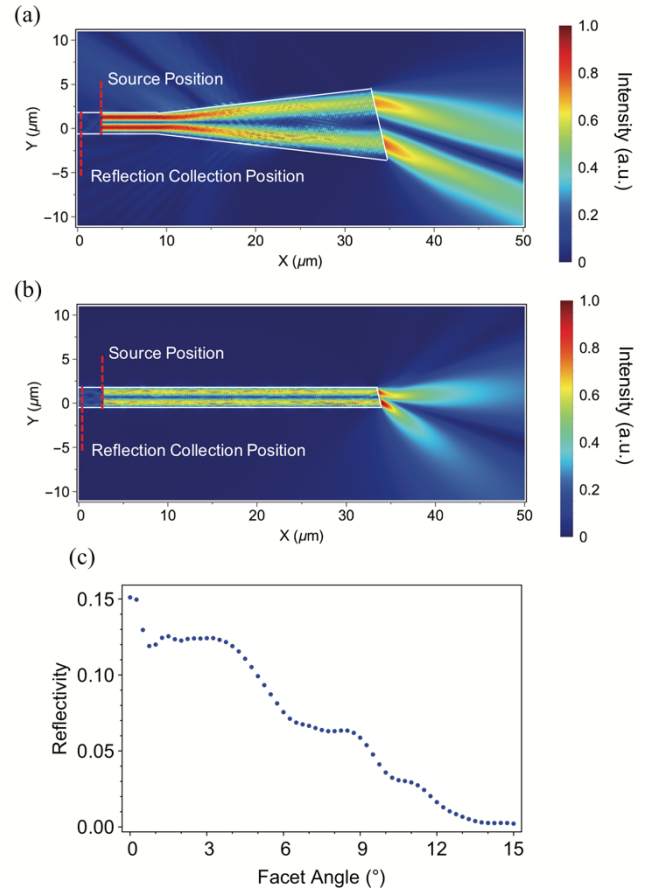 (a)
10
5
0
−5
−10
Y (μm)
Source Position
Reflection Collection Position
0
10
20
30
40
50
X (μm)
1.0
0.8
0.6
0.4
0.2
0
Intensity (a.u.)
(b)
10
5
0
−5
−10
Y (μm)
Source Position
Reflection Collection Position
0
10
20
30
40
50
X (μm)
1.0
0.8
0.6
0.4
0.2
0
Intensity (a.u.)
(c)
0.15
0.10
0.05
0.00
Reflectivity
0
3
6
9
12
15
Facet Angle (°)